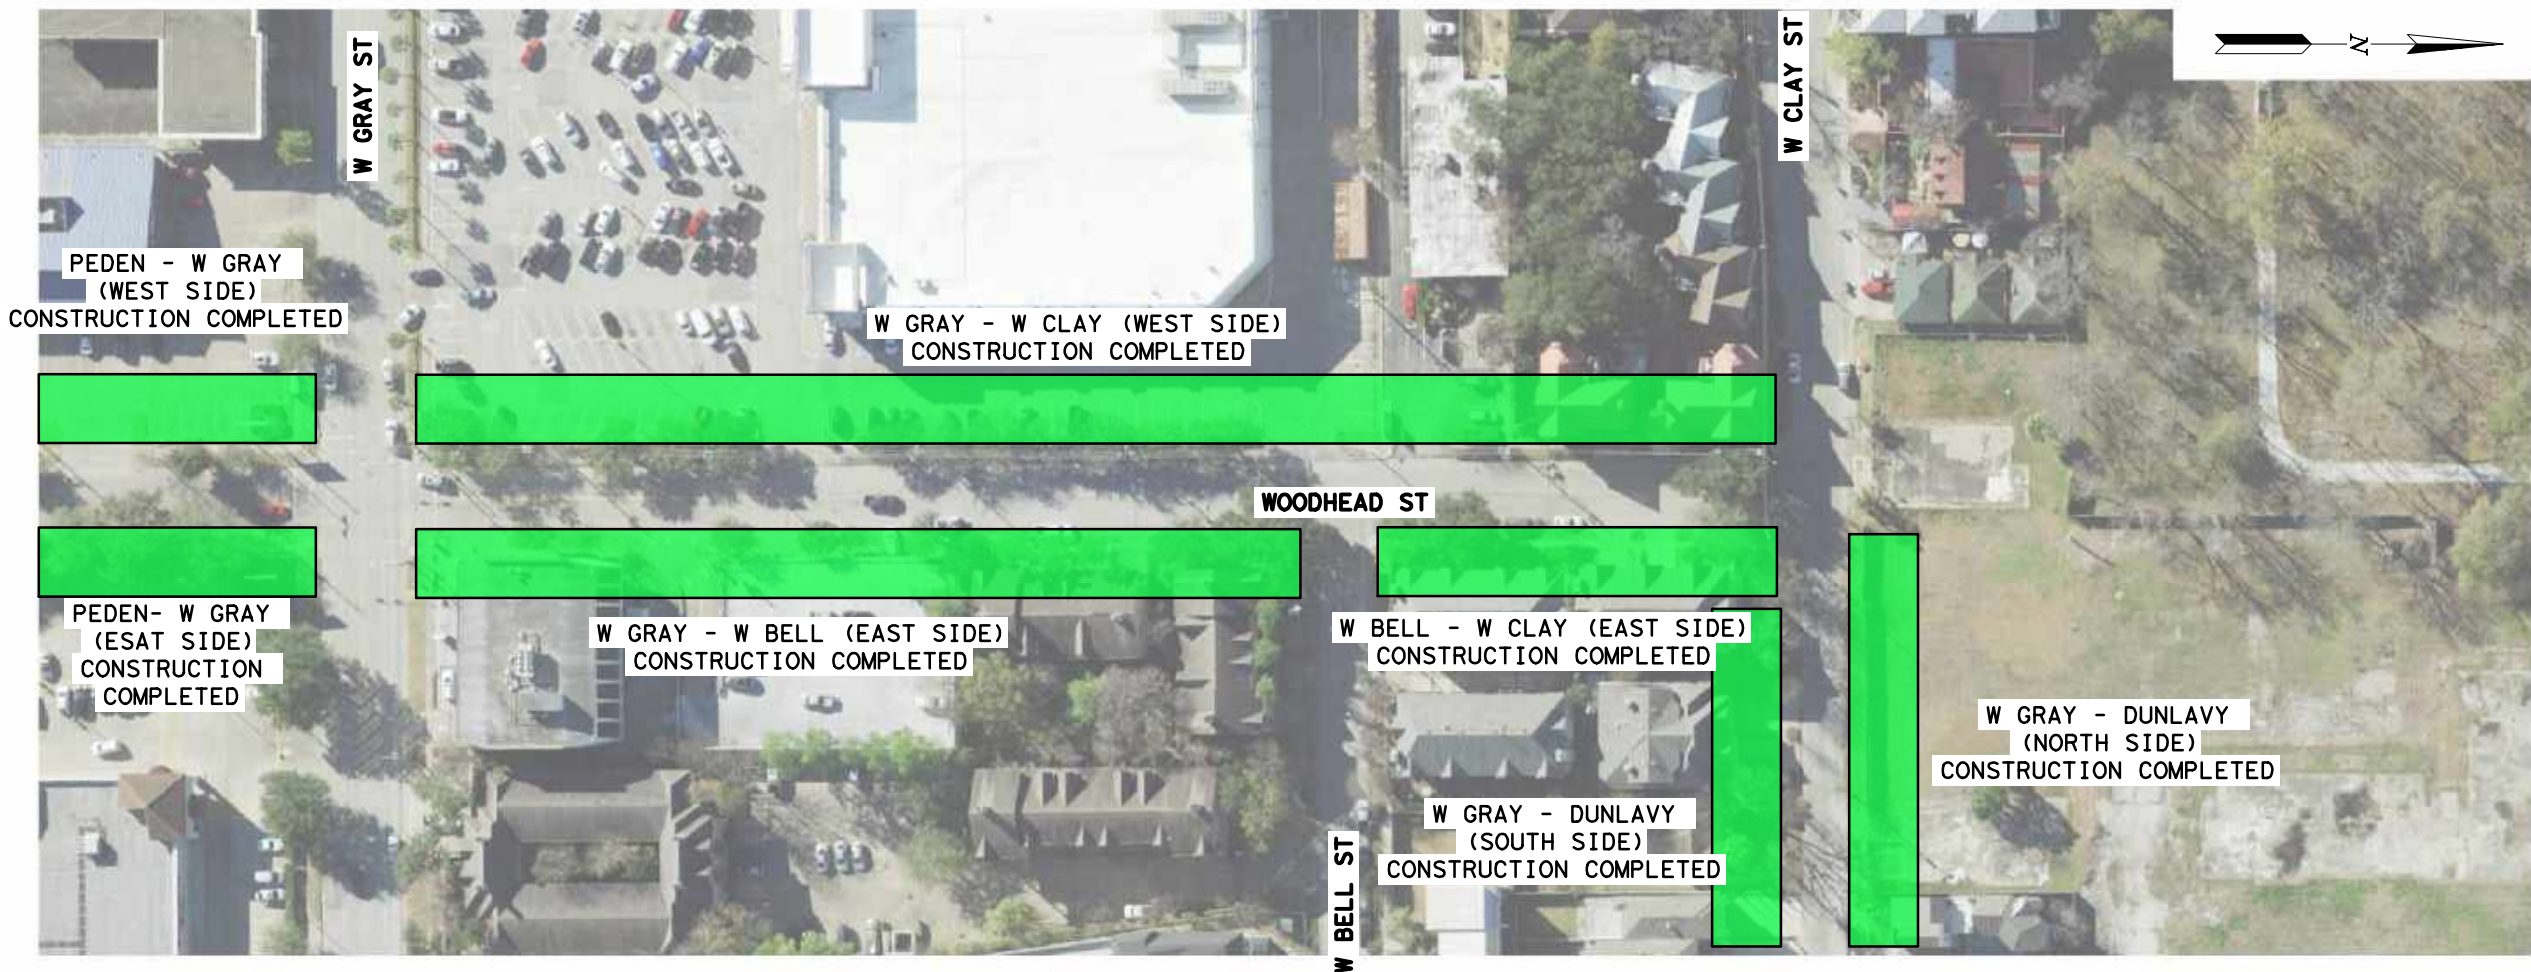 W GRAY ST
W CLAY ST
N
PEDEN - W GRAY
(WEST SIDE)
CONSTRUCTION COMPLETED
W GRAY - W CLAY (WEST SIDE)
CONSTRUCTION COMPLETED
WOODHEAD ST
PEDEN- W GRAY
(ESAT SIDE)
CONSTRUCTION
COMPLETED
W GRAY - W BELL (EAST SIDE)
CONSTRUCTION COMPLETED
W BELL - W CLAY (EAST SIDE)
CONSTRUCTION COMPLETED
W GRAY - DUNLAVY
(NORTH SIDE)
CONSTRUCTION COMPLETED
W GRAY - DUNLAVY
(SOUTH SIDE)
CONSTRUCTION COMPLETED
W BELL ST